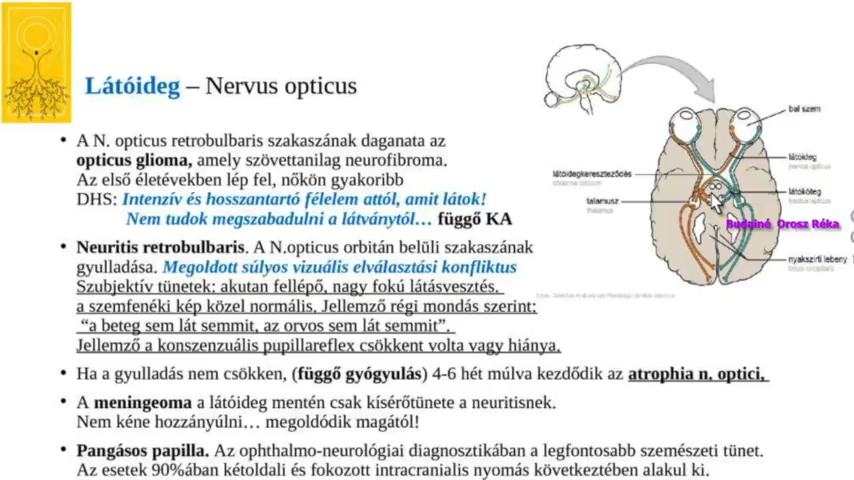 Látóideg – Nervus opticus
• A N. opticus retrobulbaris szakaszának daganata az
opticus glioma, amely szövettanilag neurofibroma.
Az első életévekben lép fel, nőkön gyakoribb
DHS: Intenzív és hosszantartó félelem attól, amit látok!
Nem tudok megszabadulni a látványtól… függő KA
• Neuritis retrobulbaris. A N.opticus orbitán belüli szakaszának
gyulladása. Megoldott súlyos vizuális elválasztási konfliktus
Szubjektív tünetek: akutan fellépő, nagy fokú látásvesztés,
a szemfenéki kép közel normális. Jellemző régi mondás szerint:
“a beteg sem lát semmit, az orvos sem lát semmit”.
Jellemző a konszenzuális pupillareflex csökkent volta vagy hiánya.
• Ha a gyulladás nem csökken, (függő gyógyulás) 4-6 hét múlva kezdődik az atrophia n. optici,
• A meningeoma a látóideg mentén csak kísérőtünete a neuritisnek.
Nem kéne hozzányúlni… megoldódik magától!
• Pangásos papilla. Az ophthalmo-neurológiai diagnosztikában a legfontosabb szemészeti tünet.
Az esetek 90%ában kétoldali és fokozott intracranialis nyomás következtében alakul ki.
bal szem
látóideg
nervus opticus
látóidegkereszteződés
chiasma opticum
látóköteg
tractus opticus
talamusz
thalamus
Budainé Orosz Réka
nyakszirti lebeny